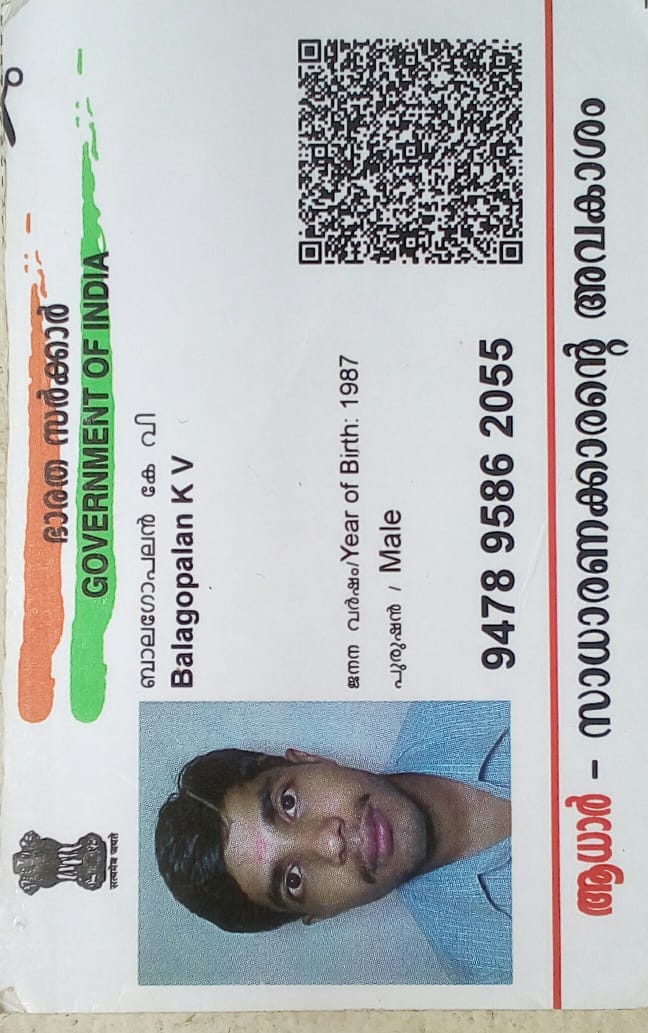 ഭാരത സർക്കാർ
GOVERNMENT OF INDIA
सत्यमेव जयते
ബാലഗോപലൻ കേ വി
Balagopalan K V
ജനന വർഷം/Year of Birth: 1987
പുരുഷൻ / Male
9478 9586 2055
ആധാർ – സാധാരണക്കാരന്റെ അവകാശം